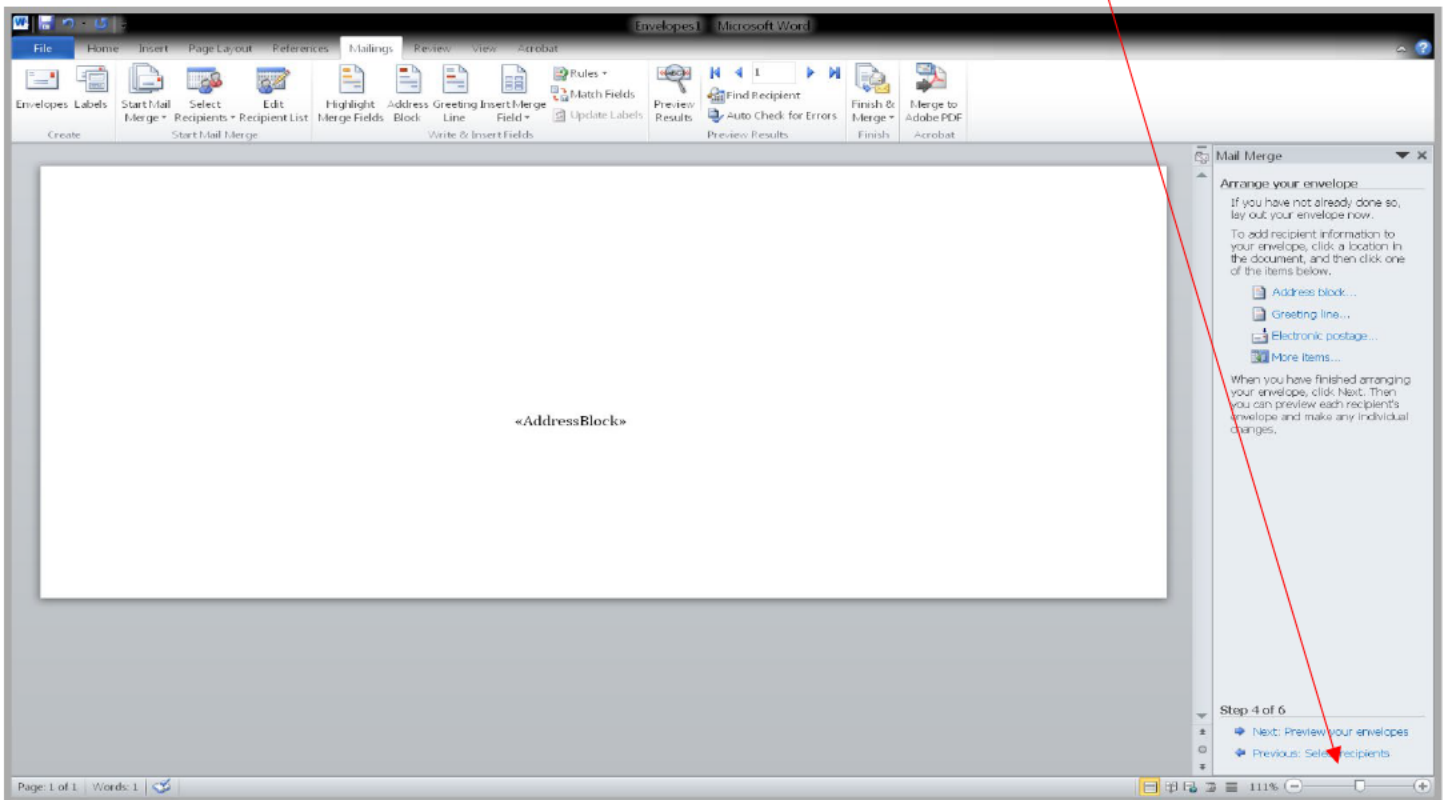 Envelopes1 Microsoft Word
File Home Insert Page Layout References Mailings Review View Acrobat
Envelopes Labels Start Mail Merge Select Recipients Edit Recipient List Highlight Merge Fields Address Block Greeting Line Insert Merge Field Rules Match Fields Update Labels Preview Results 1 Find Recipient Auto Check for Errors Finish & Merge Merge to Adobe PDF
Create Start Mail Merge Write & Insert Fields Preview Results Finish Acrobat
«AddressBlock»
Mail Merge
Arrange your envelope
If you have not already done so,
lay out your envelope now.
To add recipient information to
your envelope, click a location in
the document, and then click one
of the items below.
Address block...
Greeting line...
Electronic postage...
More items...
When you have finished arranging
your envelope, click Next. Then
you can preview each recipient's
envelope and make any individual
changes.
Step 4 of 6
Next: Preview your envelopes
Previous: Select recipients
Page: 1 of 1 Words: 1 111%